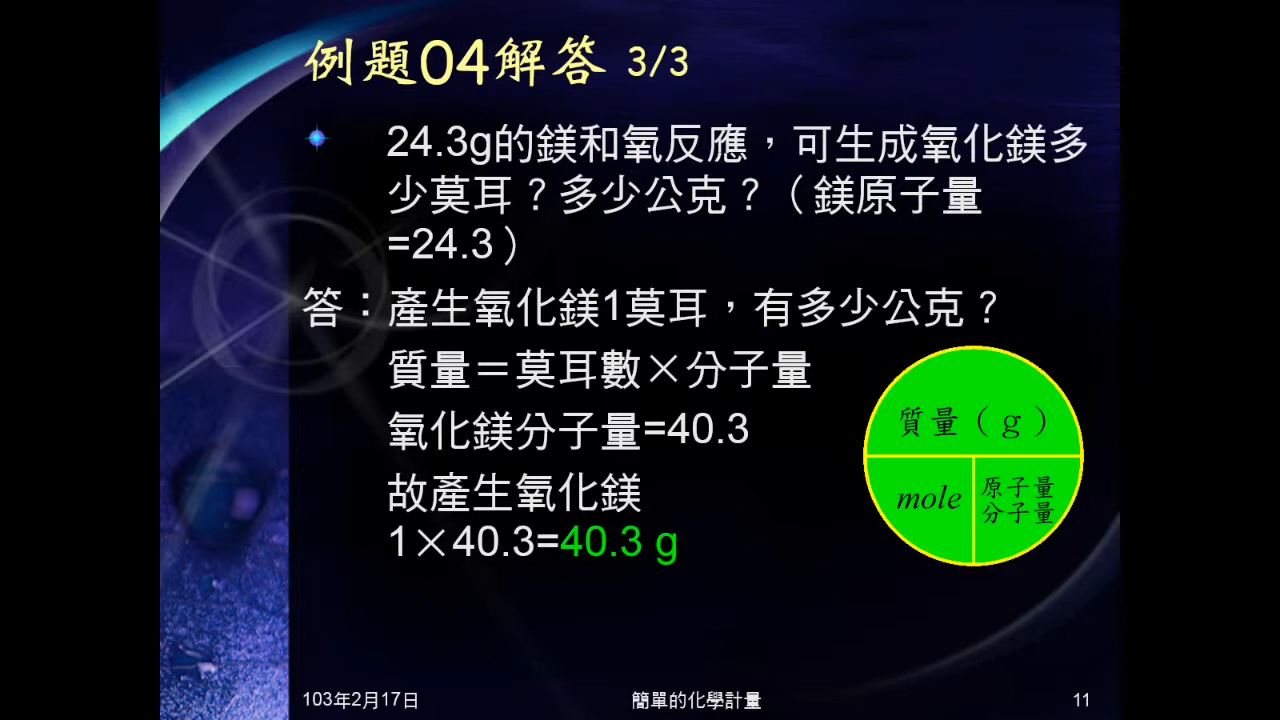 例題04解答 3/3
24.3g的鎂和氧反應，可生成氧化鎂多
少莫耳？多少公克？（鎂原子量
=24.3）
答：產生氧化鎂1莫耳，有多少公克？
質量＝莫耳數×分子量
氧化鎂分子量=40.3
故產生氧化鎂
1×40.3=40.3 g
質量（g）
mole
原子量
分子量
103年2月17日
簡單的化學計量
11